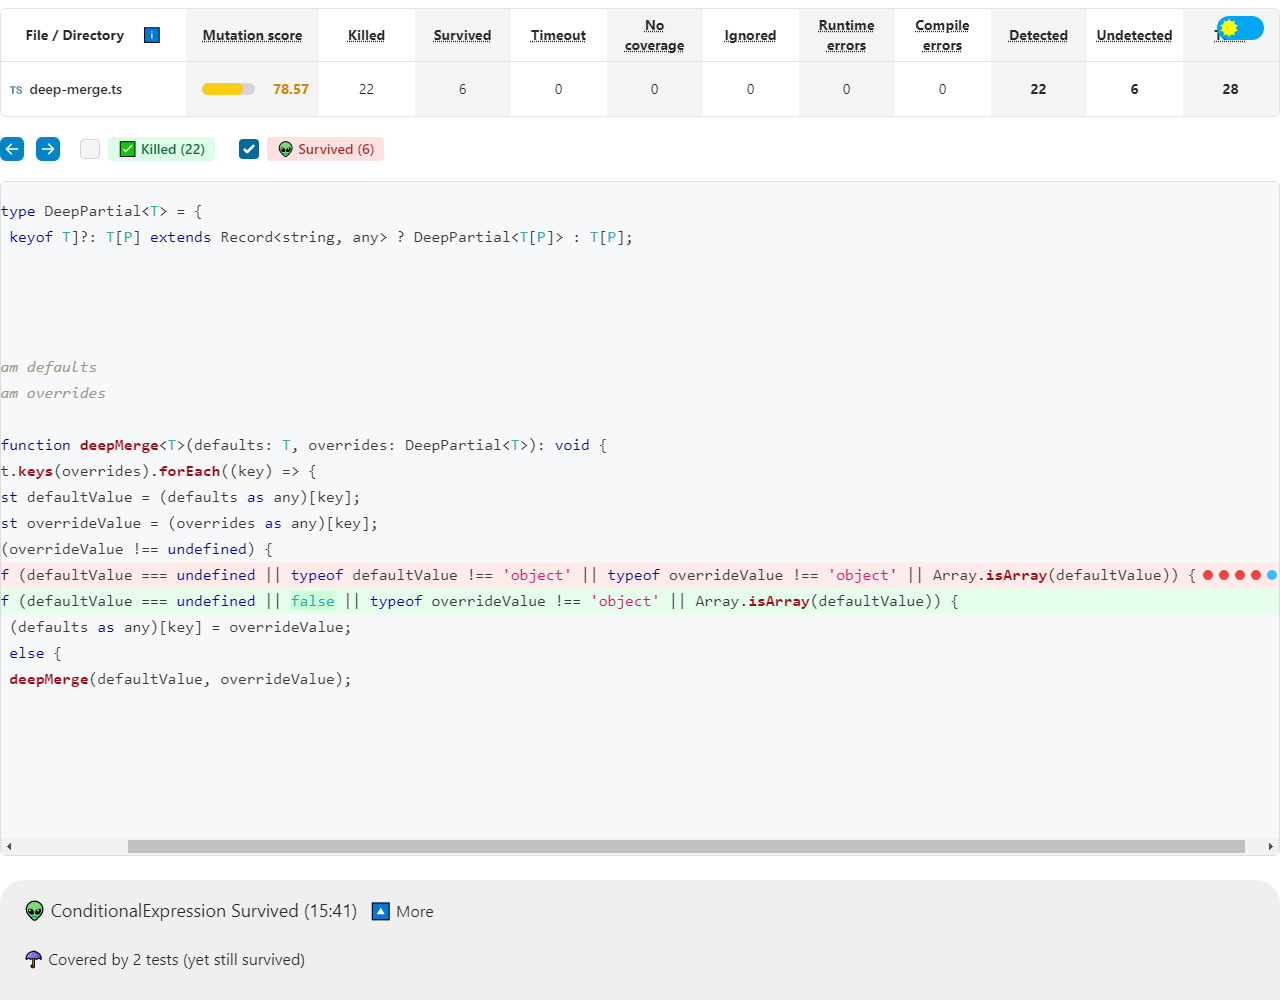 File / Directory Mutation score Killed Survived Timeout No coverage Ignored Runtime errors Compile errors Detected Undetected
TS deep-merge.ts 78.57 22 6 0 0 0 0 0 22 6 28
Killed (22) Survived (6)
type DeepPartial<T> = {
keyof T]?: T[P] extends Record<string, any> ? DeepPartial<T[P]> : T[P];
am defaults
am overrides
function deepMerge<T>(defaults: T, overrides: DeepPartial<T>): void {
t.keys(overrides).forEach((key) => {
st defaultValue = (defaults as any)[key];
st overrideValue = (overrides as any)[key];
(overrideValue !== undefined) {
f (defaultValue === undefined || typeof defaultValue !== 'object' || typeof overrideValue !== 'object' || Array.isArray(defaultValue)) {
f (defaultValue === undefined || false || typeof overrideValue !== 'object' || Array.isArray(defaultValue)) {
(defaults as any)[key] = overrideValue;
else {
deepMerge(defaultValue, overrideValue);
ConditionalExpression Survived (15:41) More
Covered by 2 tests (yet still survived)